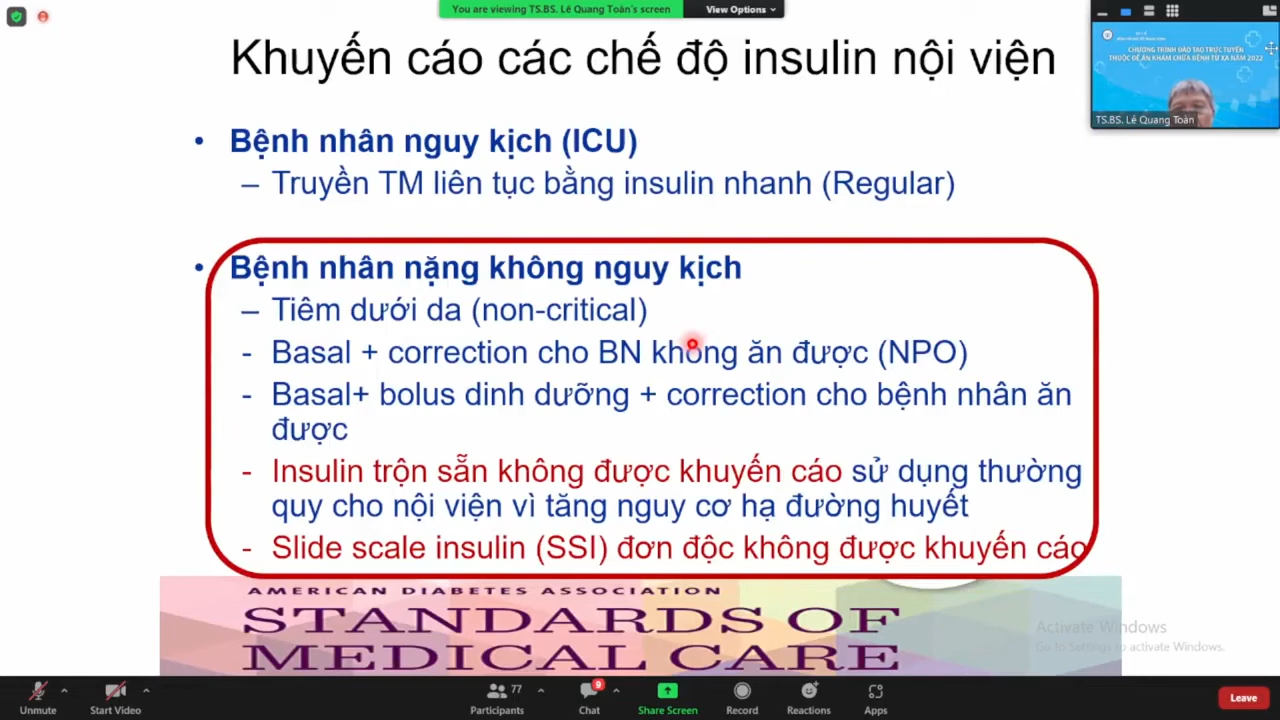 You are viewing TS.BS. Lê Quang Toàn's screen
View Options
Khuyến cáo các chế độ insulin nội viện
CHƯƠNG TRÌNH ĐÀO TẠO TRỰC TUYẾN
THUỘC ĐỀ ÁN KHÁM CHỮA BỆNH TỪ XA NĂM 2022
TS.BS. Lê Quang Toàn
• Bệnh nhân nguy kịch (ICU)
– Truyền TM liên tục bằng insulin nhanh (Regular)
• Bệnh nhân nặng không nguy kịch
– Tiêm dưới da (non-critical)
- Basal + correction cho BN không ăn được (NPO)
- Basal+ bolus dinh dưỡng + correction cho bệnh nhân ăn
được
- Insulin trộn sẵn không được khuyến cáo sử dụng thường
quy cho nội viện vì tăng nguy cơ hạ đường huyết
- Slide scale insulin (SSI) đơn độc không được khuyến cáo
AMERICAN DIABETES ASSOCIATION
STANDARDS OF
MEDICAL CARE
Activate Windows
Go to Settings to activate Windows.
Unmute
Start Video
77
Participants
9
Chat
Share Screen
Record
Reactions
Apps
Leave